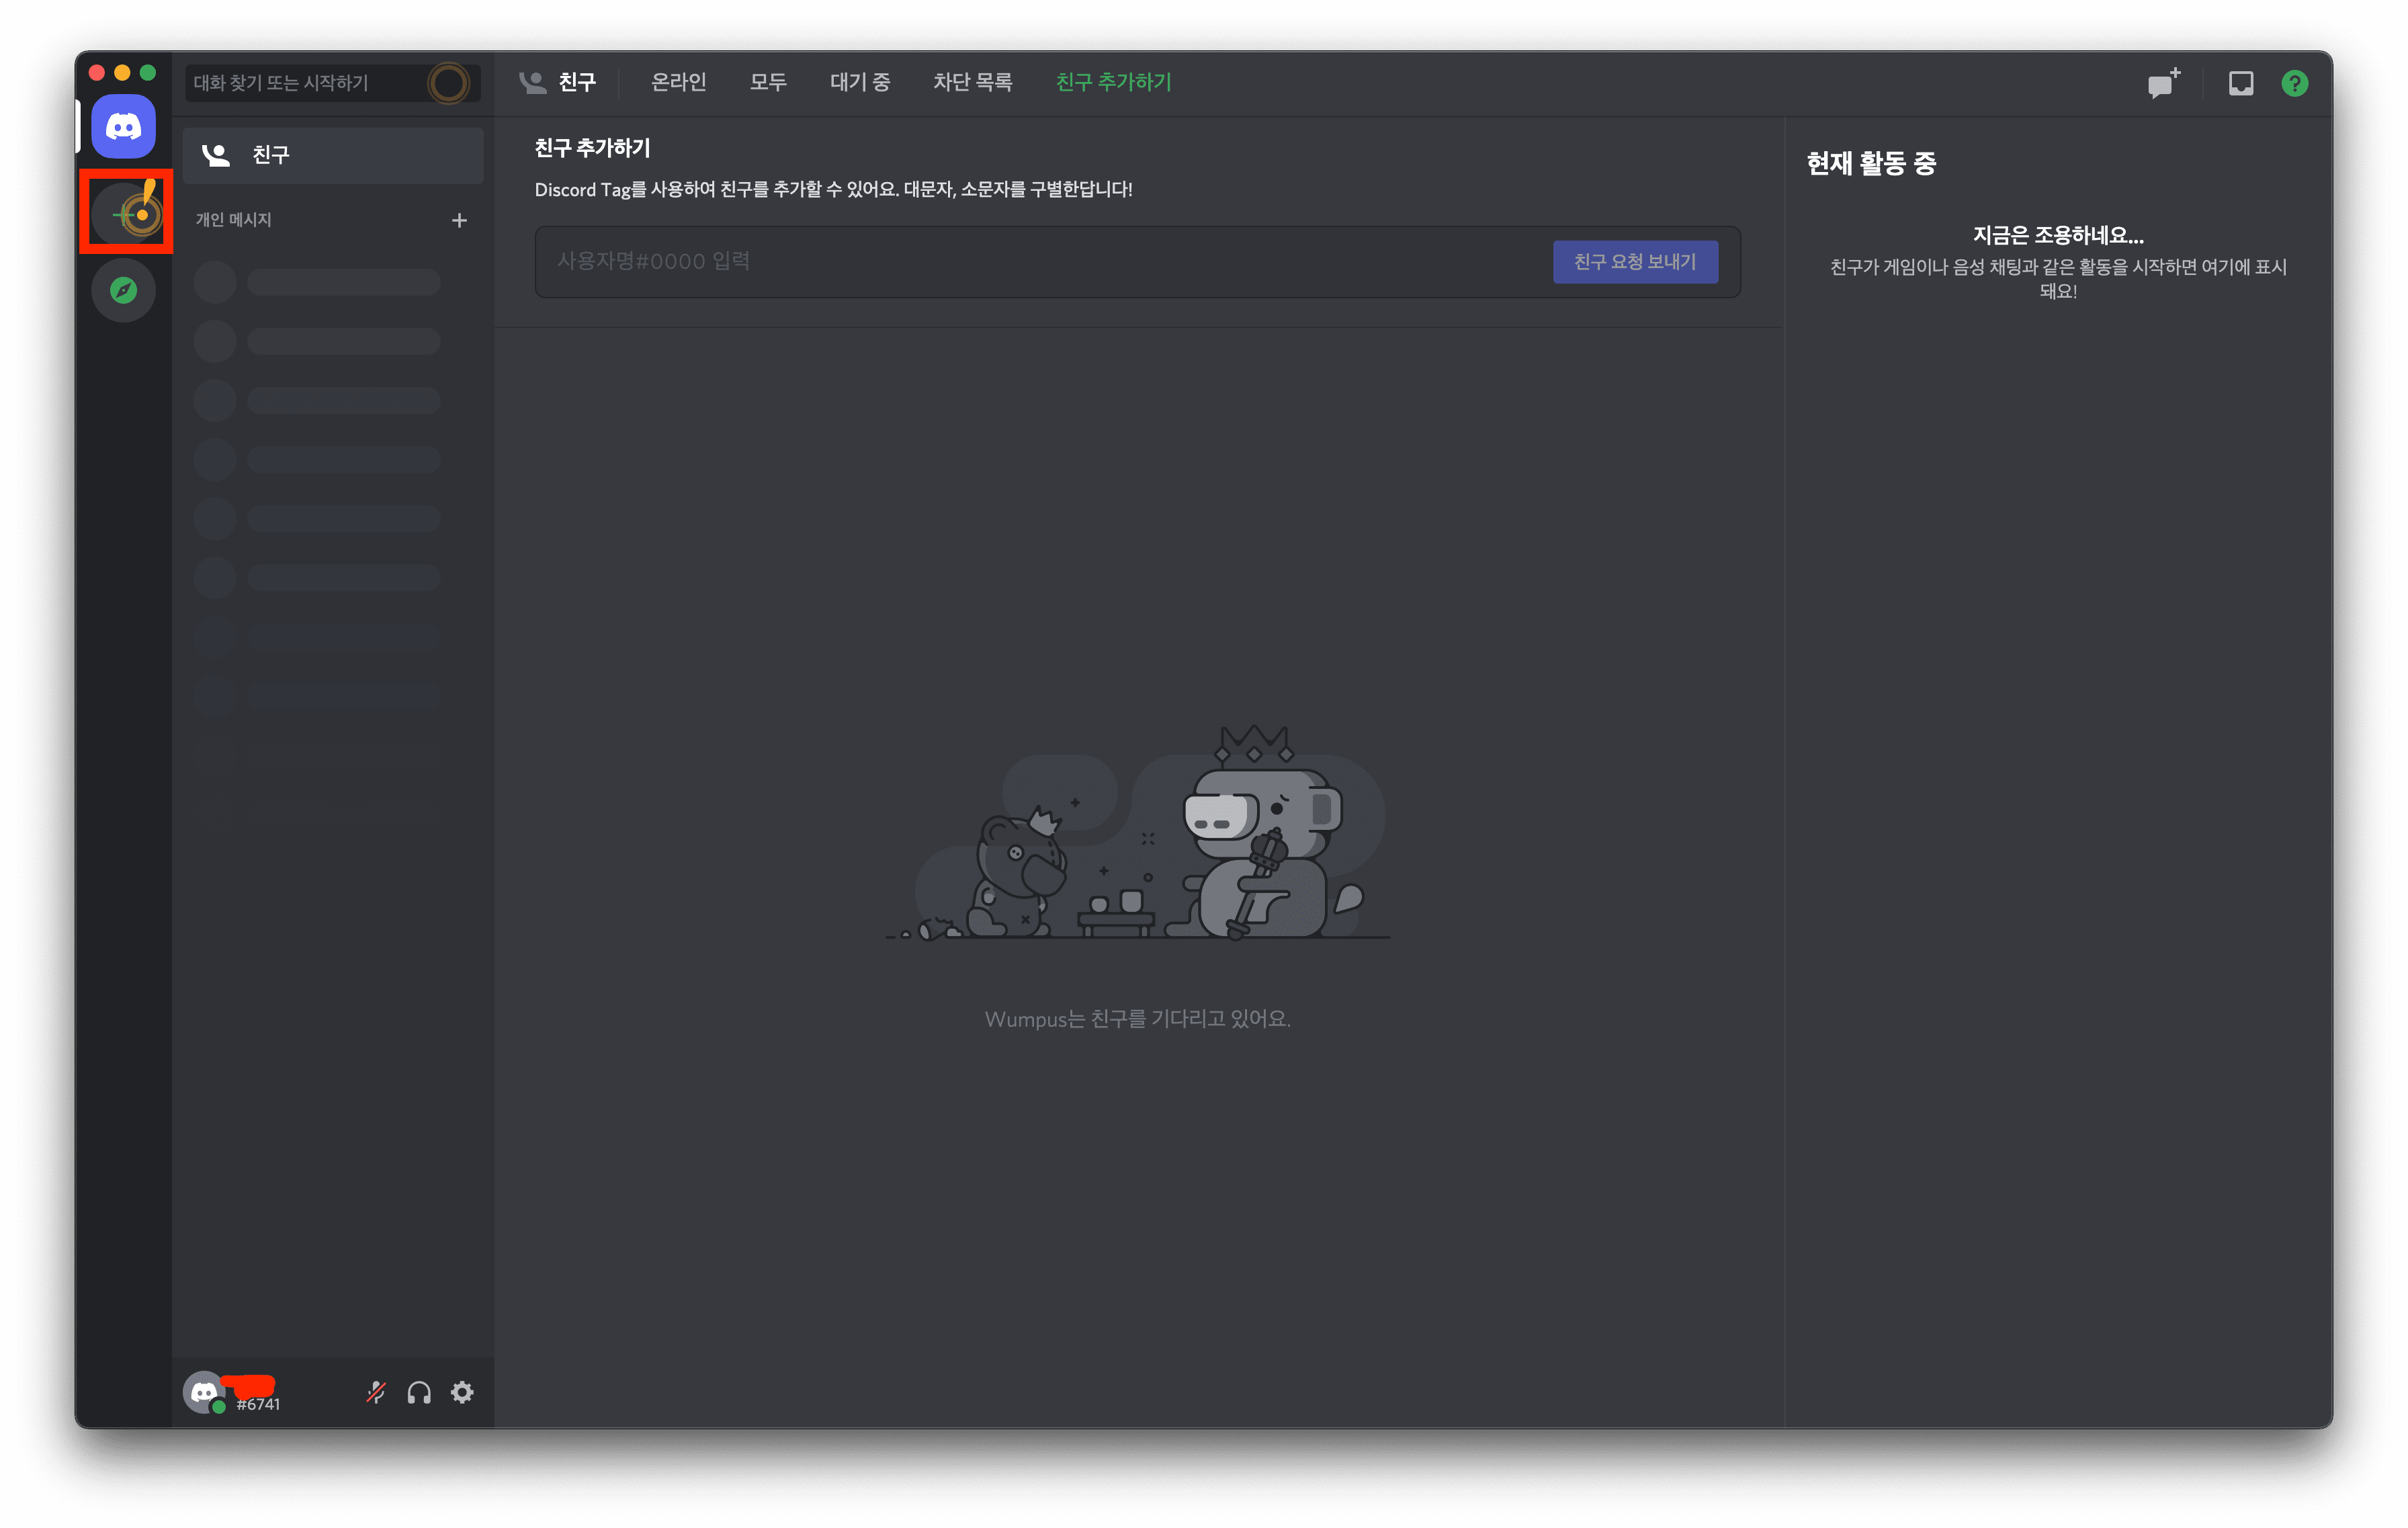 대화 찾기 또는 시작하기
친구
온라인
모두
대기 중
차단 목록
친구 추가하기
친구
개인 메시지
친구 추가하기
Discord Tag를 사용하여 친구를 추가할 수 있어요. 대문자, 소문자를 구별한답니다!
사용자명#0000 입력
친구 요청 보내기
현재 활동 중
지금은 조용하네요...
친구가 게임이나 음성 채팅과 같은 활동을 시작하면 여기에 표시
돼요!
Wumpus는 친구를 기다리고 있어요.
#6741